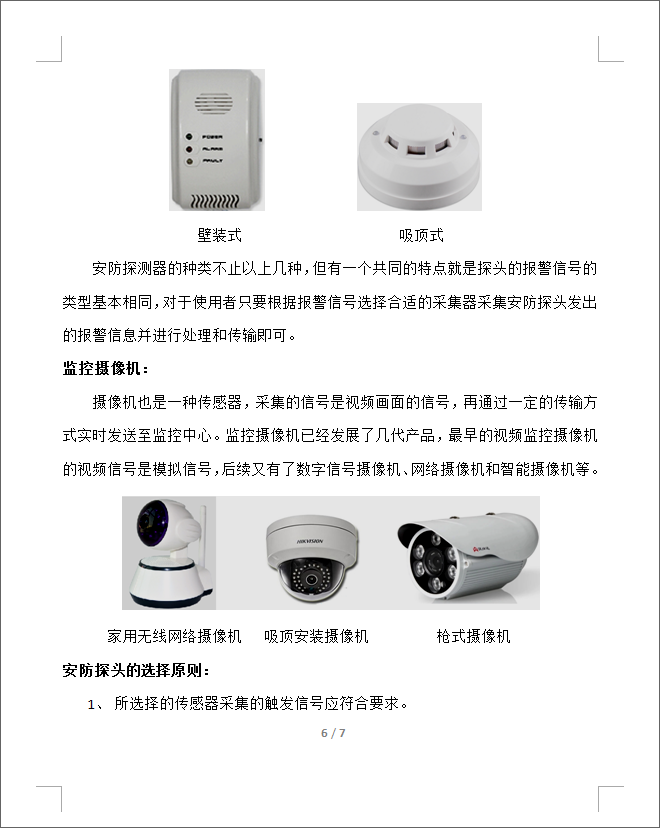 POWER
ALARM
FAULT
壁装式
吸顶式
安防探测器的种类不止以上几种，但有一个共同的特点就是探头的报警信号的
类型基本相同，对于使用者只要根据报警信号选择合适的采集器采集安防探头发出
的报警信息并进行处理和传输即可。
监控摄像机：
摄像机也是一种传感器，采集的信号是视频画面的信号，再通过一定的传输方
式实时发送至监控中心。监控摄像机已经发展了几代产品，最早的视频监控摄像机
的视频信号是模拟信号，后续又有了数字信号摄像机、网络摄像机和智能摄像机等。
HIKVISION
家用无线网络摄像机
吸顶安装摄像机
枪式摄像机
安防探头的选择原则：
1、 所选择的传感器采集的触发信号应符合要求。
6 / 7